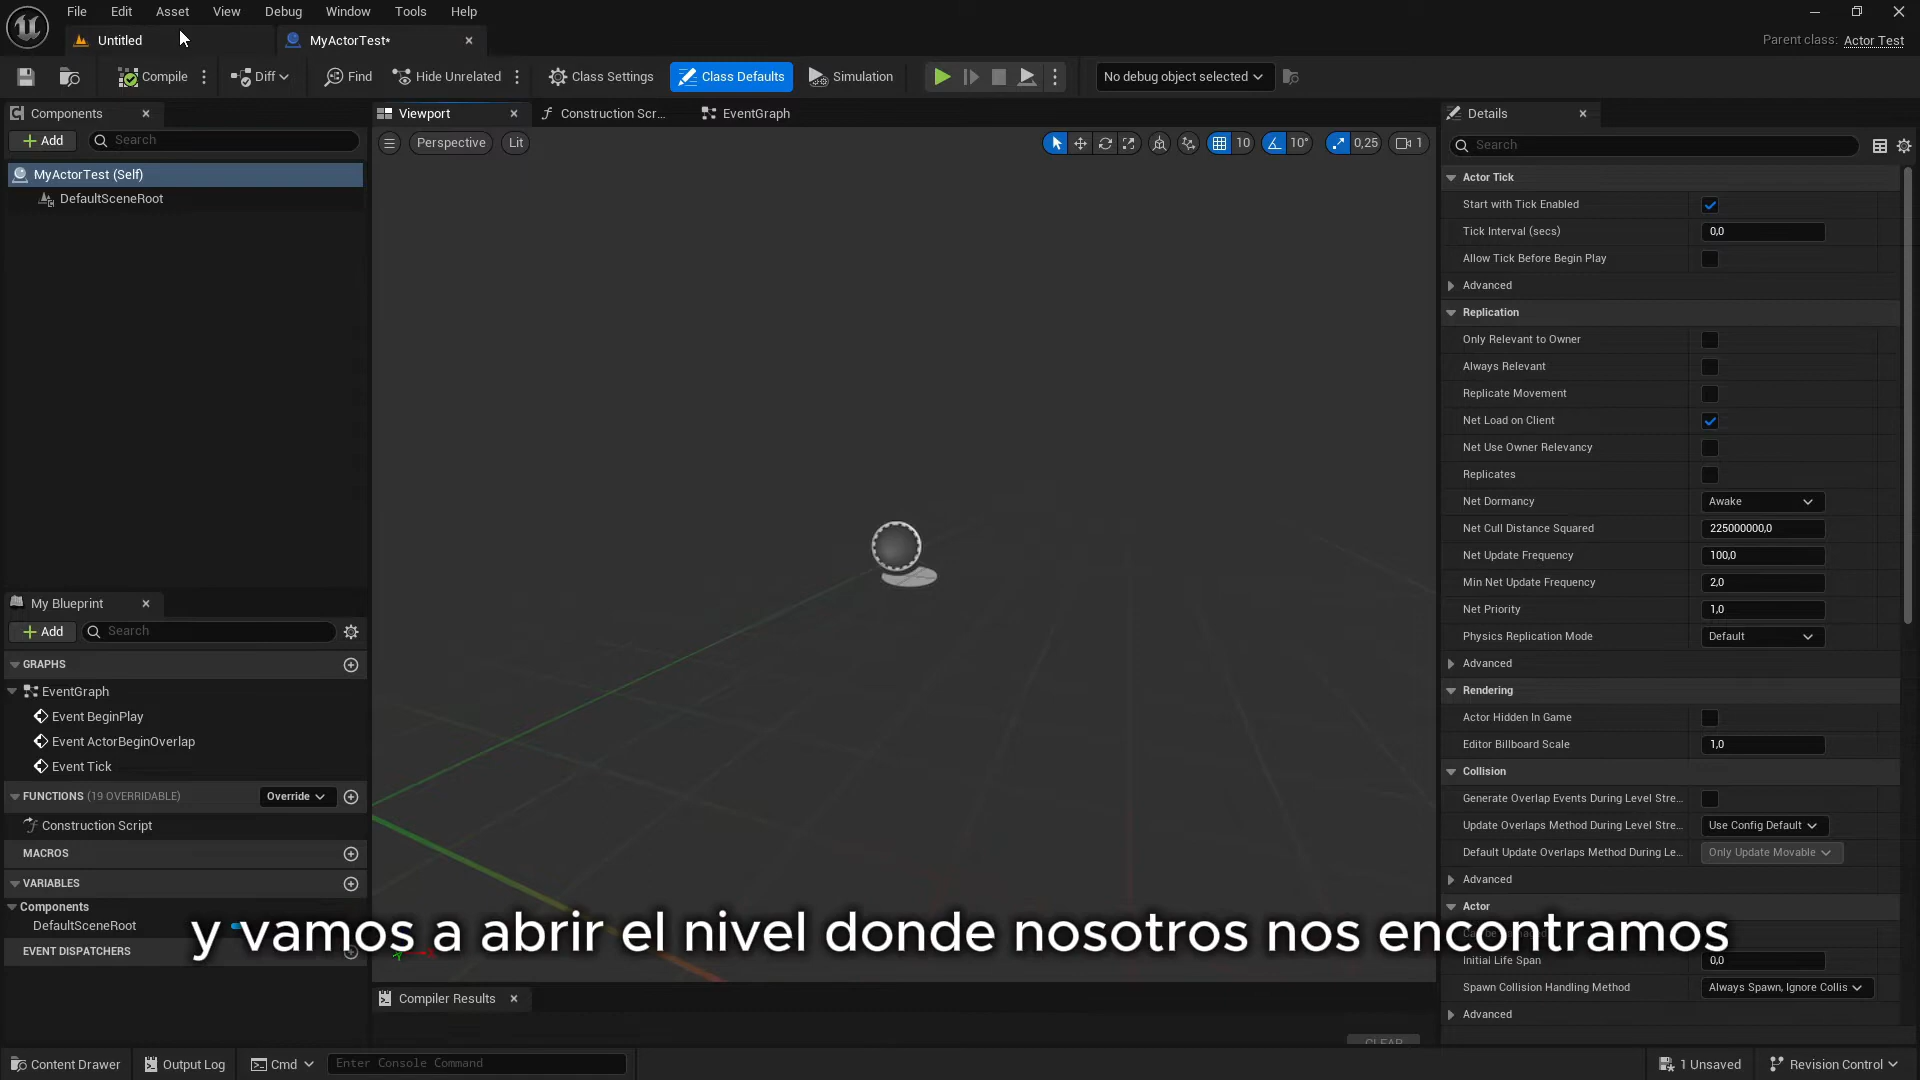 File Edit Asset View Debug Window Tools Help
Untitled
MyActorTest*
Parent class: Actor Test
Compile
Diff
Find
Hide Unrelated
Class Settings
Class Defaults
Simulation
No debug object selected
Components
Add
Search
MyActorTest (Self)
DefaultSceneRoot
Viewport
Construction Scr...
EventGraph
Perspective
Lit
10
10°
0,25
1
My Blueprint
Add
Search
GRAPHS
EventGraph
Event BeginPlay
Event ActorBeginOverlap
Event Tick
FUNCTIONS (19 OVERRIDABLE)
Override
Construction Script
MACROS
VARIABLES
Components
DefaultSceneRoot
EVENT DISPATCHERS
Details
Search
Actor Tick
Start with Tick Enabled
Tick Interval (secs) 0,0
Allow Tick Before Begin Play
Advanced
Replication
Only Relevant to Owner
Always Relevant
Replicate Movement
Net Load on Client
Net Use Owner Relevancy
Replicates
Net Dormancy Awake
Net Cull Distance Squared 225000000,0
Net Update Frequency 100,0
Min Net Update Frequency 2,0
Net Priority 1,0
Physics Replication Mode Default
Advanced
Rendering
Actor Hidden In Game
Editor Billboard Scale 1,0
Collision
Generate Overlap Events During Level Stre...
Update Overlaps Method During Level Stre... Use Config Default
Default Update Overlaps Method During Le... Only Update Movable
Advanced
Actor
Initial Life Span 0,0
Spawn Collision Handling Method Always Spawn, Ignore Collis
Advanced
y vamos a abrir el nivel donde nosotros nos encontramos
Compiler Results
CLEAR
Content Drawer
Output Log
Cmd
Enter Console Command
1 Unsaved
Revision Control